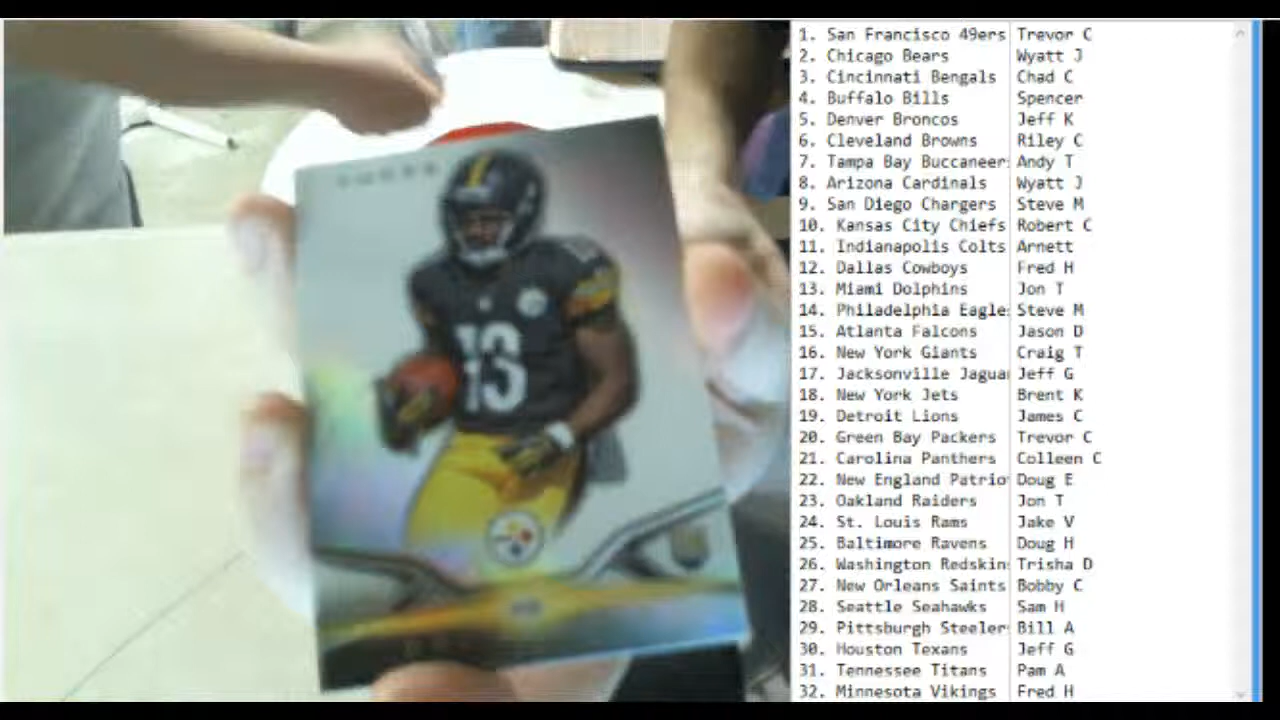 13
1. San Francisco 49ers Trevor C
2. Chicago Bears Wyatt J
3. Cincinnati Bengals Chad C
4. Buffalo Bills Spencer
5. Denver Broncos Jeff K
6. Cleveland Browns Riley C
7. Tampa Bay Buccaneer Andy T
8. Arizona Cardinals Wyatt J
9. San Diego Chargers Steve M
10. Kansas City Chiefs Robert C
11. Indianapolis Colts Arnett
12. Dallas Cowboys Fred H
13. Miami Dolphins Jon T
14. Philadelphia Eagle Steve M
15. Atlanta Falcons Jason D
16. New York Giants Craig T
17. Jacksonville Jagua Jeff G
18. New York Jets Brent K
19. Detroit Lions James C
20. Green Bay Packers Trevor C
21. Carolina Panthers Colleen C
22. New England Patrio Doug E
23. Oakland Raiders Jon T
24. St. Louis Rams Jake V
25. Baltimore Ravens Doug H
26. Washington Redskin Trisha D
27. New Orleans Saints Bobby C
28. Seattle Seahawks Sam H
29. Pittsburgh Steeler Bill A
30. Houston Texans Jeff G
31. Tennessee Titans Pam A
32. Minnesota Vikings Fred H